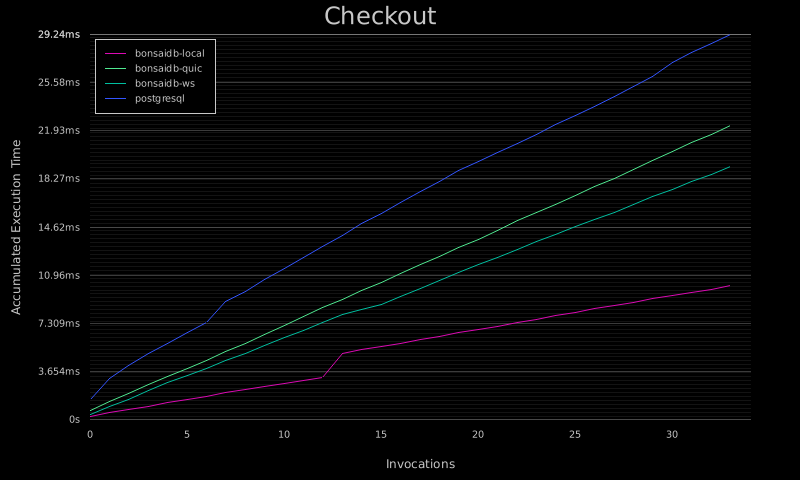 Checkout
29.24ms
bonsaidb-local
bonsaidb-quic
bonsaidb-ws
postgresql
25.58ms
21.93ms
18.27ms
14.62ms
10.96ms
7.309ms
3.654ms
0s
Accumulated Execution Time
0 5 10 15 20 25 30
Invocations